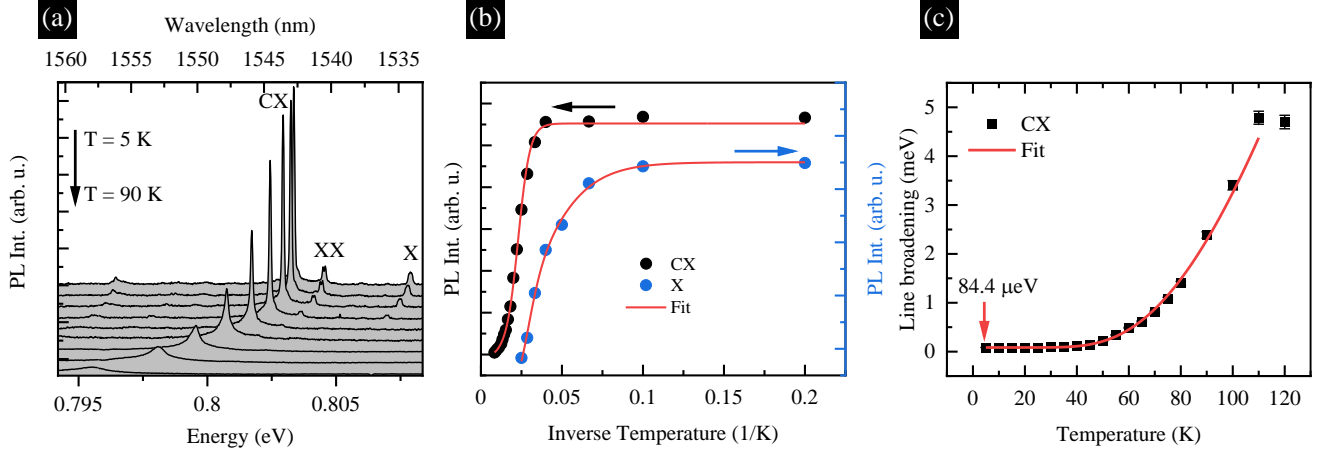 (a)
Wavelength (nm)
1560 1555 1550 1545 1540 1535
CX
T = 5 K
T = 90 K
XX
X
PL Int. (arb. u.)
0.795 0.8 0.805
Energy (eV)
(b)
PL Int. (arb. u.)
CX
X
Fit
PL Int. (arb. u.)
0 0.05 0.1 0.15 0.2
Inverse Temperature (1/K)
(c)
Line broadening (meV)
5
4
3
2
1
0
CX
Fit
84.4 μeV
0 20 40 60 80 100 120
Temperature (K)